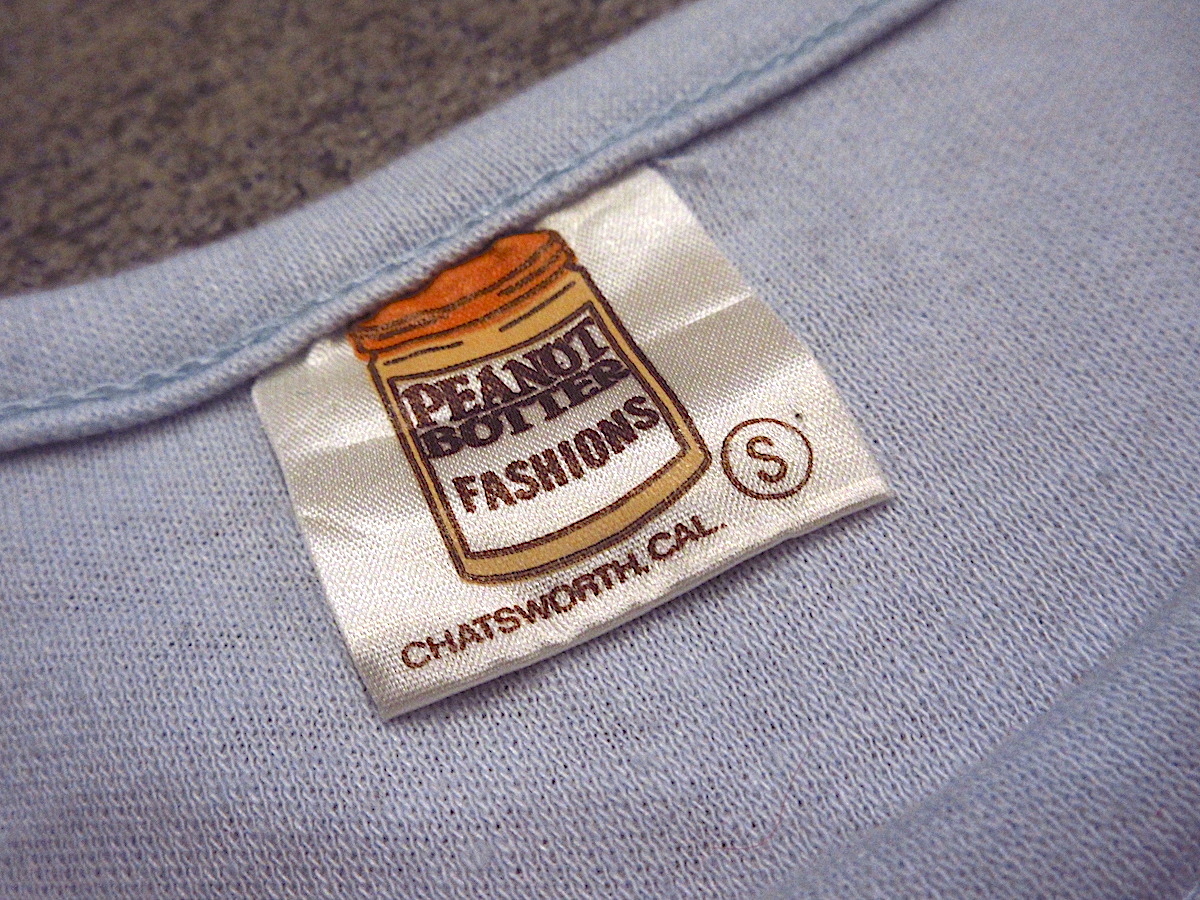 PEANUT
BUTTER
FASHIONS
S
CHATSWORTH, CAL.